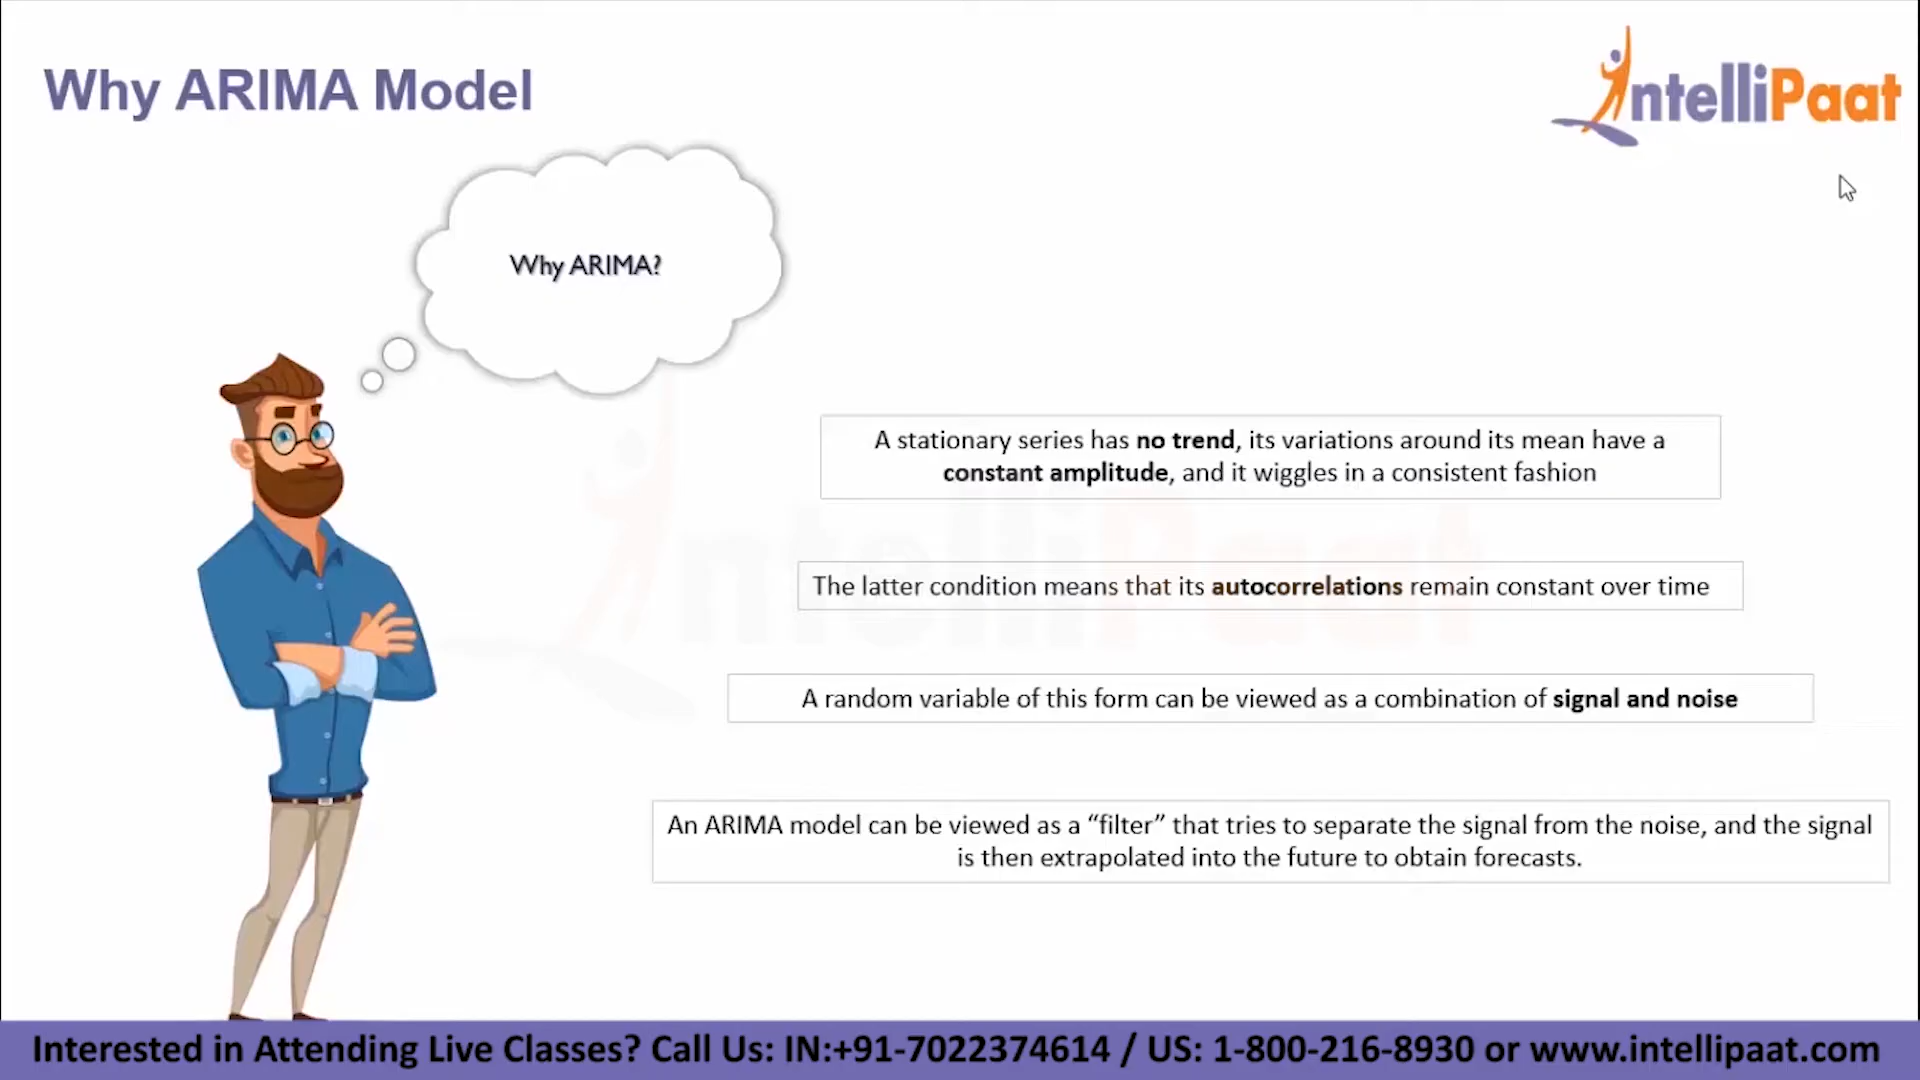 Why ARIMA Model
IntelliPaat
Why ARIMA?
A stationary series has no trend, its variations around its mean have a
constant amplitude, and it wiggles in a consistent fashion
The latter condition means that its autocorrelations remain constant over time
A random variable of this form can be viewed as a combination of signal and noise
An ARIMA model can be viewed as a “filter” that tries to separate the signal from the noise, and the signal
is then extrapolated into the future to obtain forecasts.
IntelliPaat
Interested in Attending Live Classes? Call Us: IN:+91-7022374614 / US: 1-800-216-8930 or www.intellipaat.com